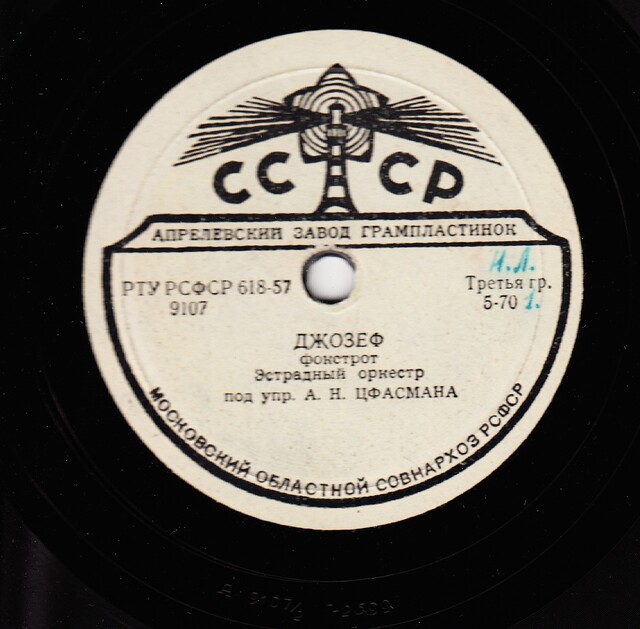 СССР
АПРЕЛЕВСКИЙ ЗАВОД ГРАМПЛАСТИНОК
РТУ РСФСР 618-57
9107
Н.Л.
Третья гр.
5-70 1.
ДЖОЗЕФ
фокстрот
Эстрадный оркестр
под упр. А. Н. ЦФАСМАНА
МОСКОВСКИЙ ОБЛАСТНОЙ СОВНАРХОЗ РСФСР